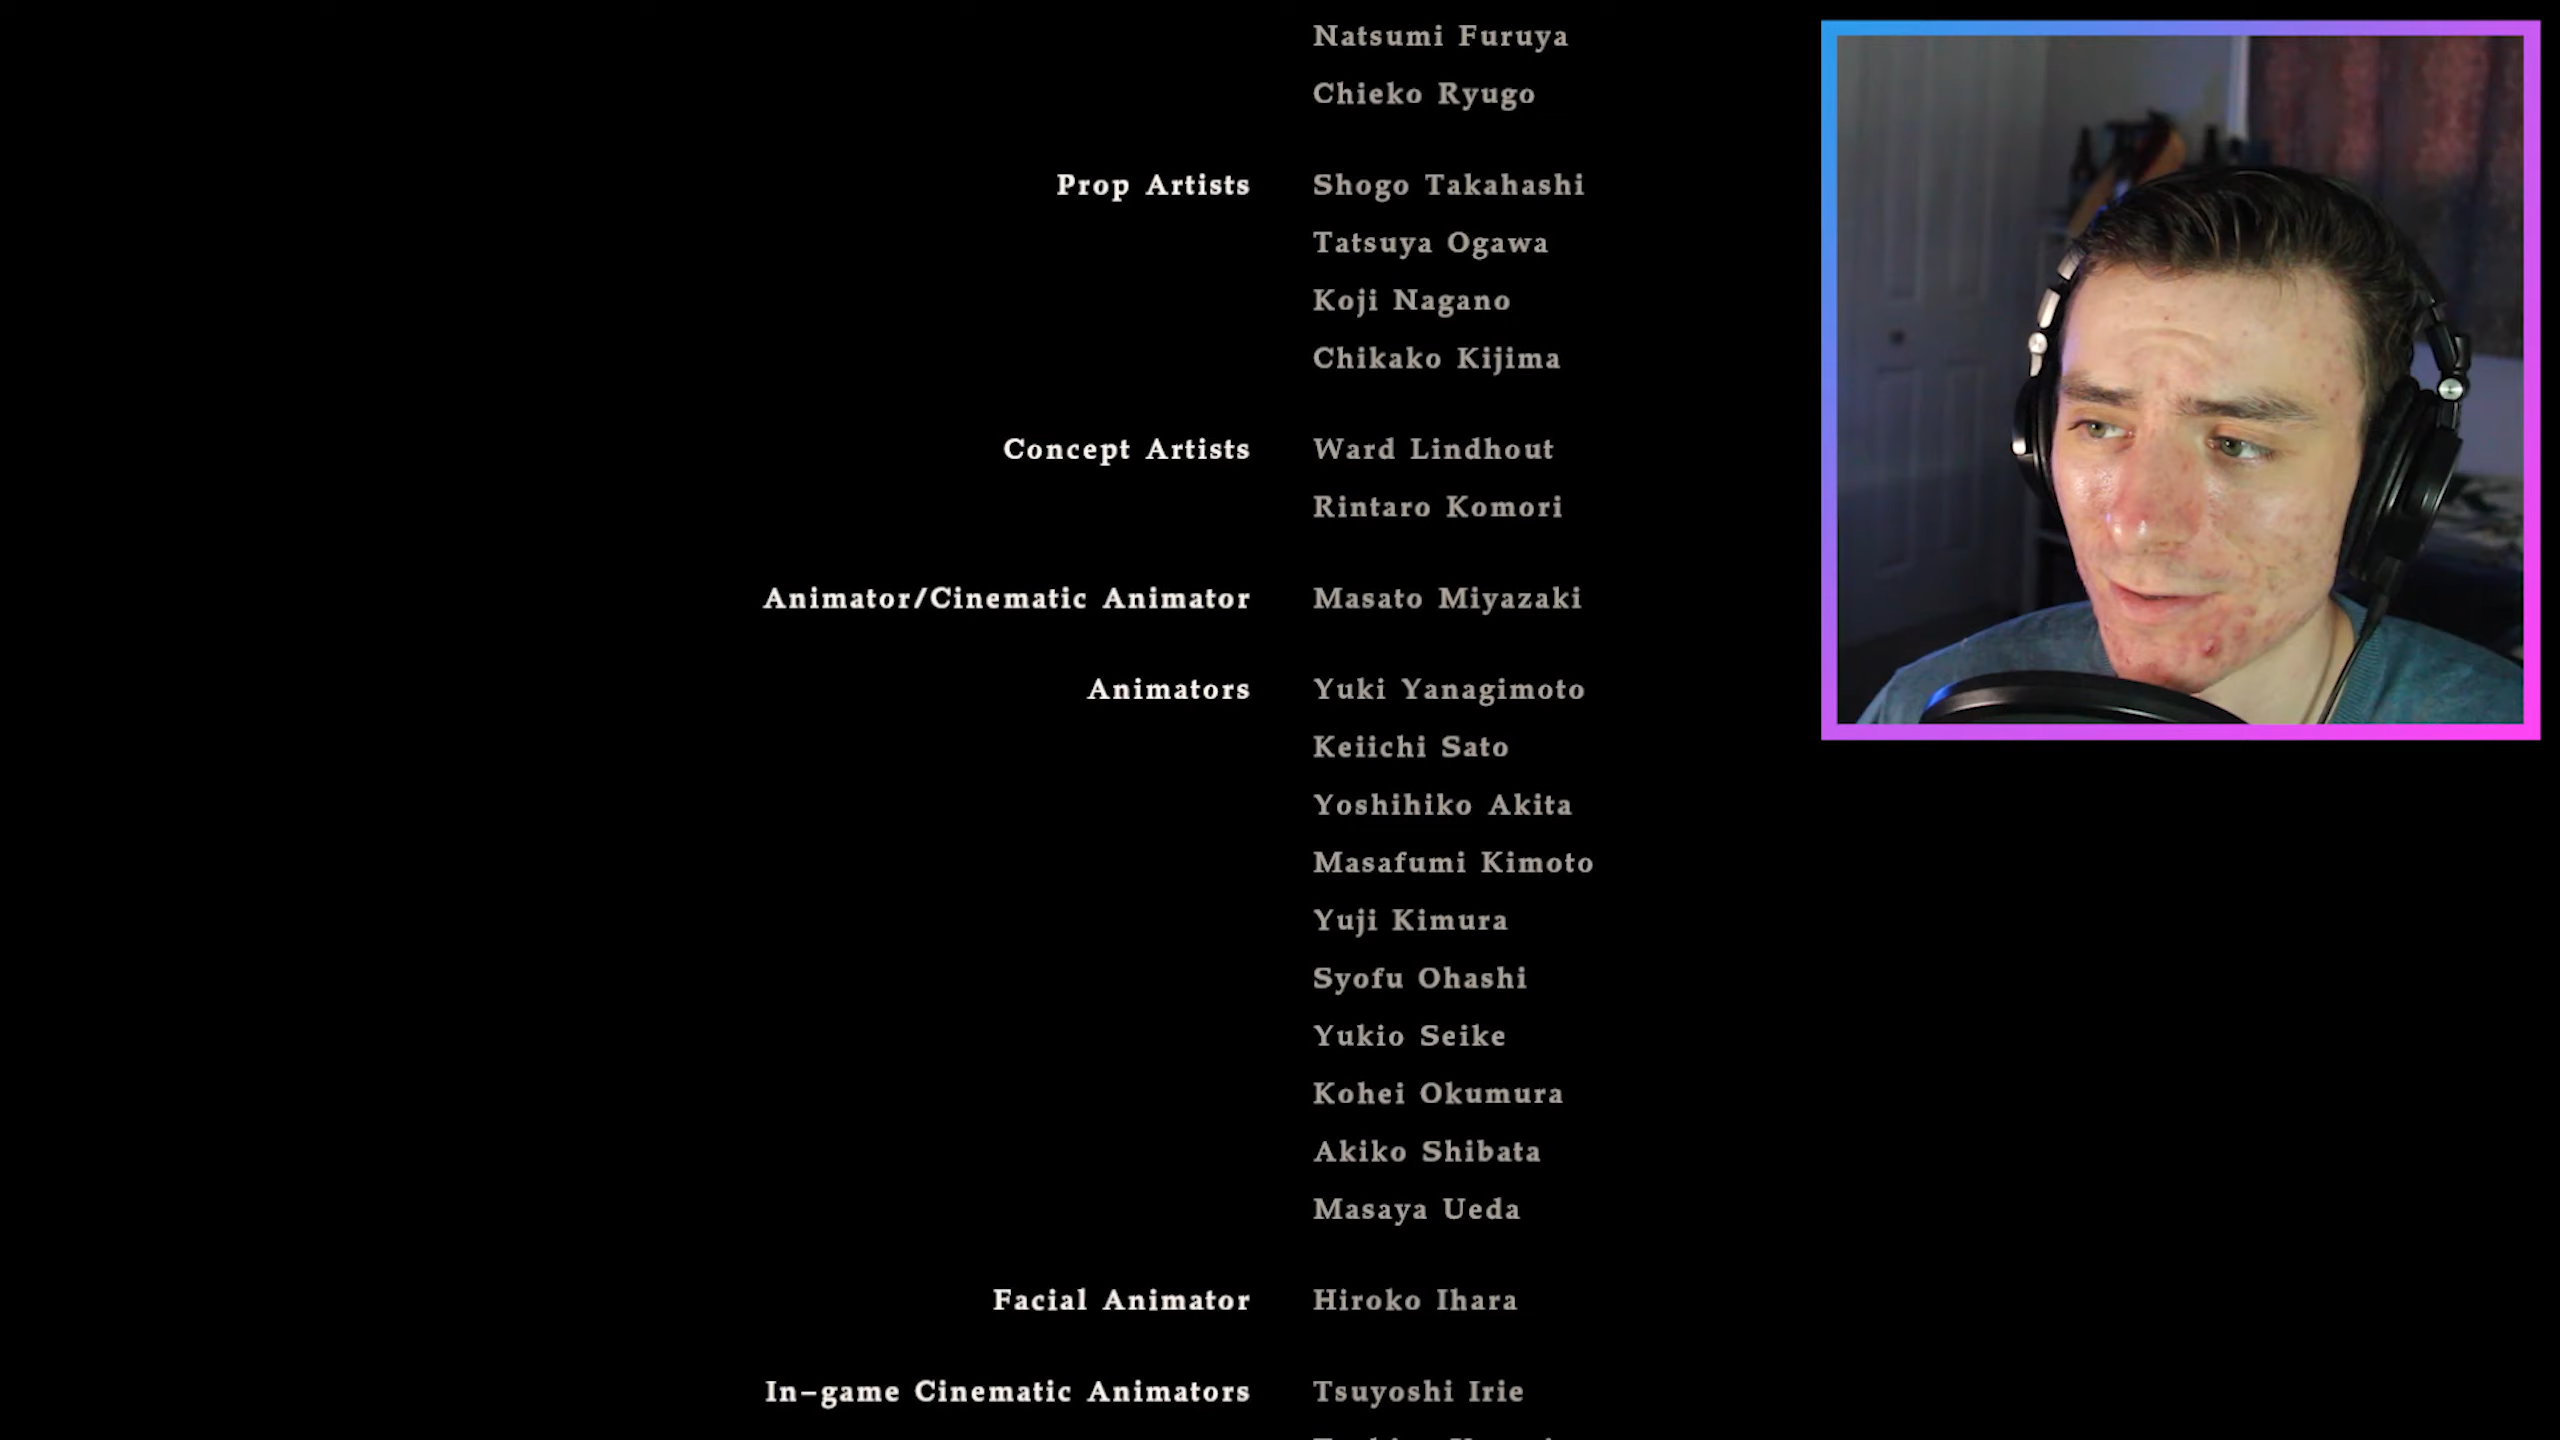 Natsumi Furuya
Chieko Ryugo
Prop Artists Shogo Takahashi
Tatsuya Ogawa
Koji Nagano
Chikako Kijima
Concept Artists Ward Lindhout
Rintaro Komori
Animator/Cinematic Animator Masato Miyazaki
Animators Yuki Yanagimoto
Keiichi Sato
Yoshihiko Akita
Masafumi Kimoto
Yuji Kimura
Syofu Ohashi
Yukio Seike
Kohei Okumura
Akiko Shibata
Masaya Ueda
Facial Animator Hiroko Ihara
In-game Cinematic Animators Tsuyoshi Irie